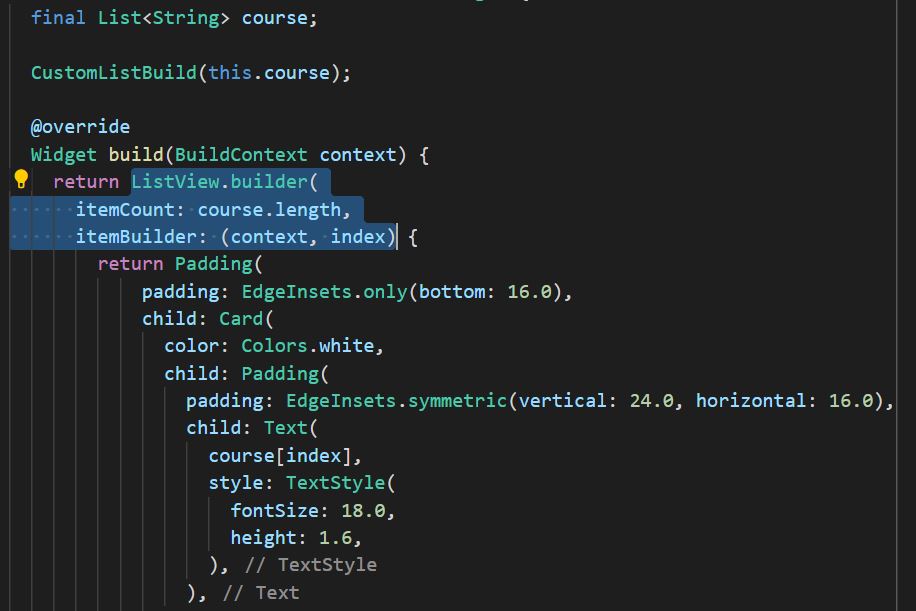 final List<String> course;
CustomListBuild(this.course);
@override
Widget build(BuildContext context) {
return ListView.builder(
itemCount: course.length,
itemBuilder: (context, index) {
return Padding(
padding: EdgeInsets.only(bottom: 16.0),
child: Card(
color: Colors.white,
child: Padding(
padding: EdgeInsets.symmetric(vertical: 24.0, horizontal: 16.0),
child: Text(
course[index],
style: TextStyle(
fontSize: 18.0,
height: 1.6,
), // TextStyle
), // Text